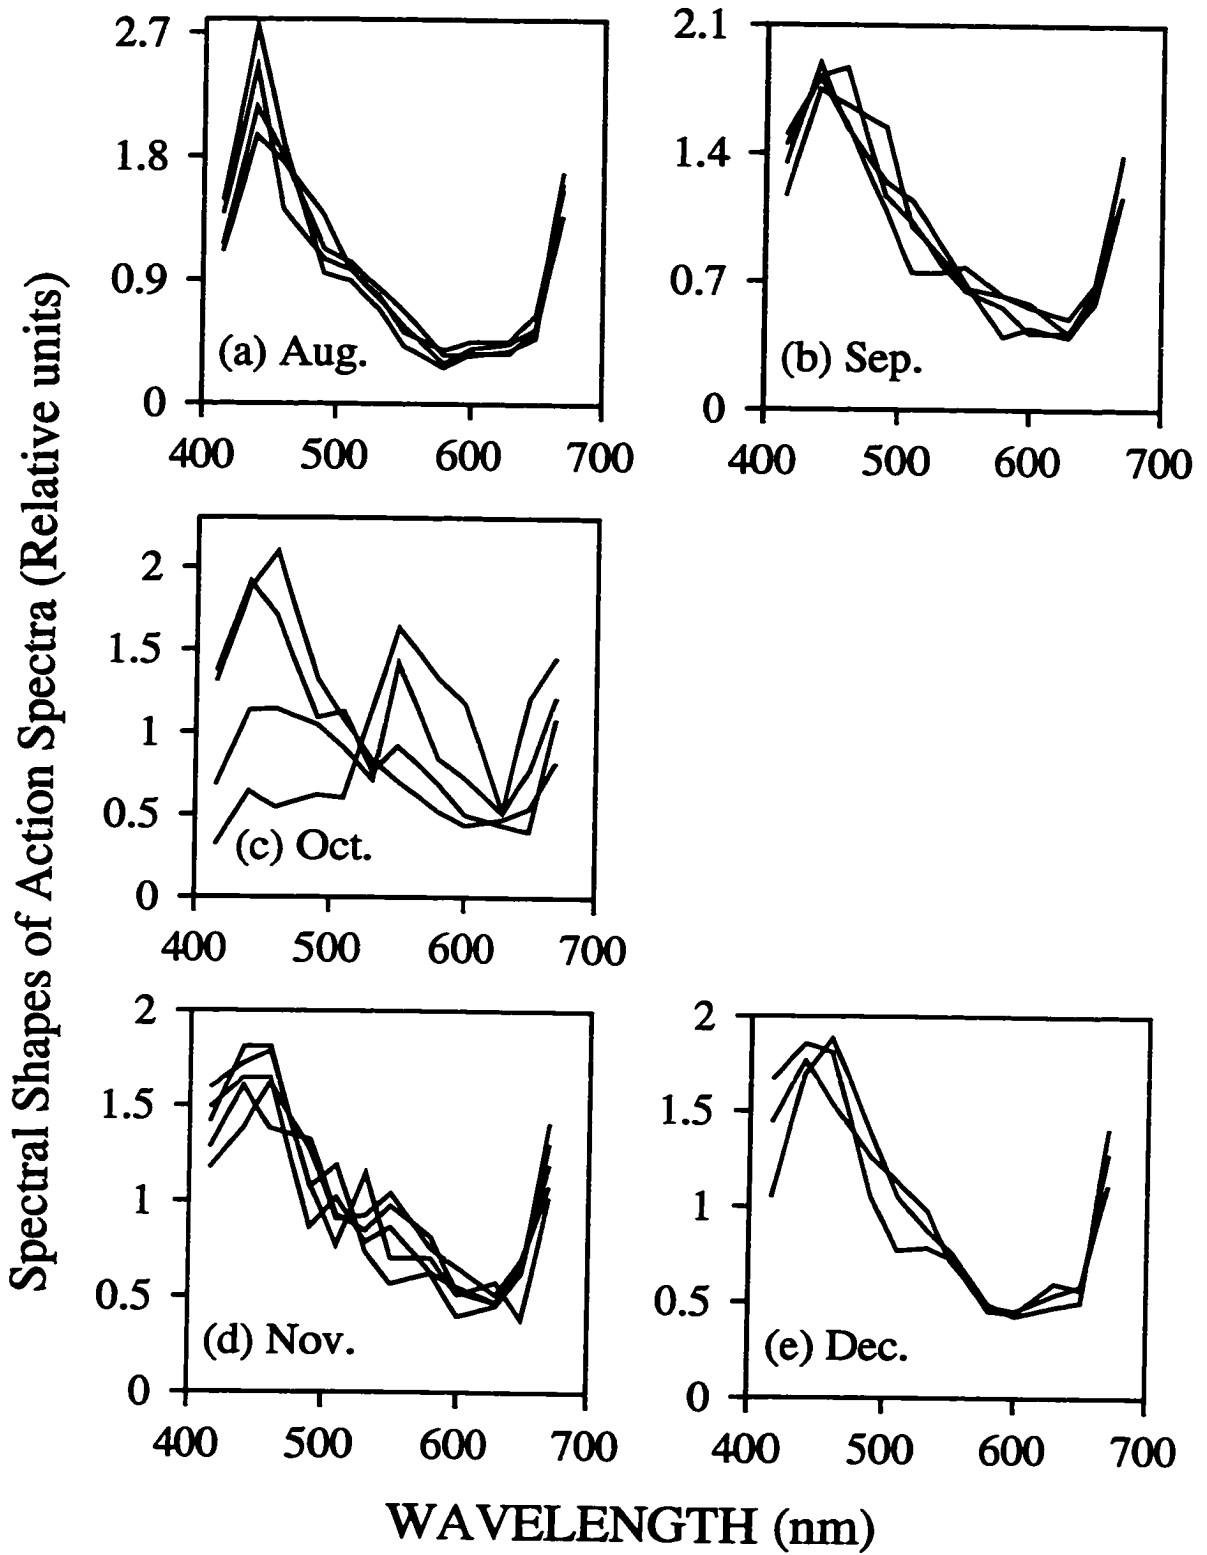 Spectral Shapes of Action Spectra (Relative units)
2.7
1.8
0.9
0
(a) Aug.
400 500 600 700
2.1
1.4
0.7
0
(b) Sep.
400 500 600 700
2
1.5
1
0.5
0
(c) Oct.
400 500 600 700
2
1.5
1
0.5
0
(d) Nov.
400 500 600 700
2
1.5
1
0.5
0
(e) Dec.
400 500 600 700
WAVELENGTH (nm)